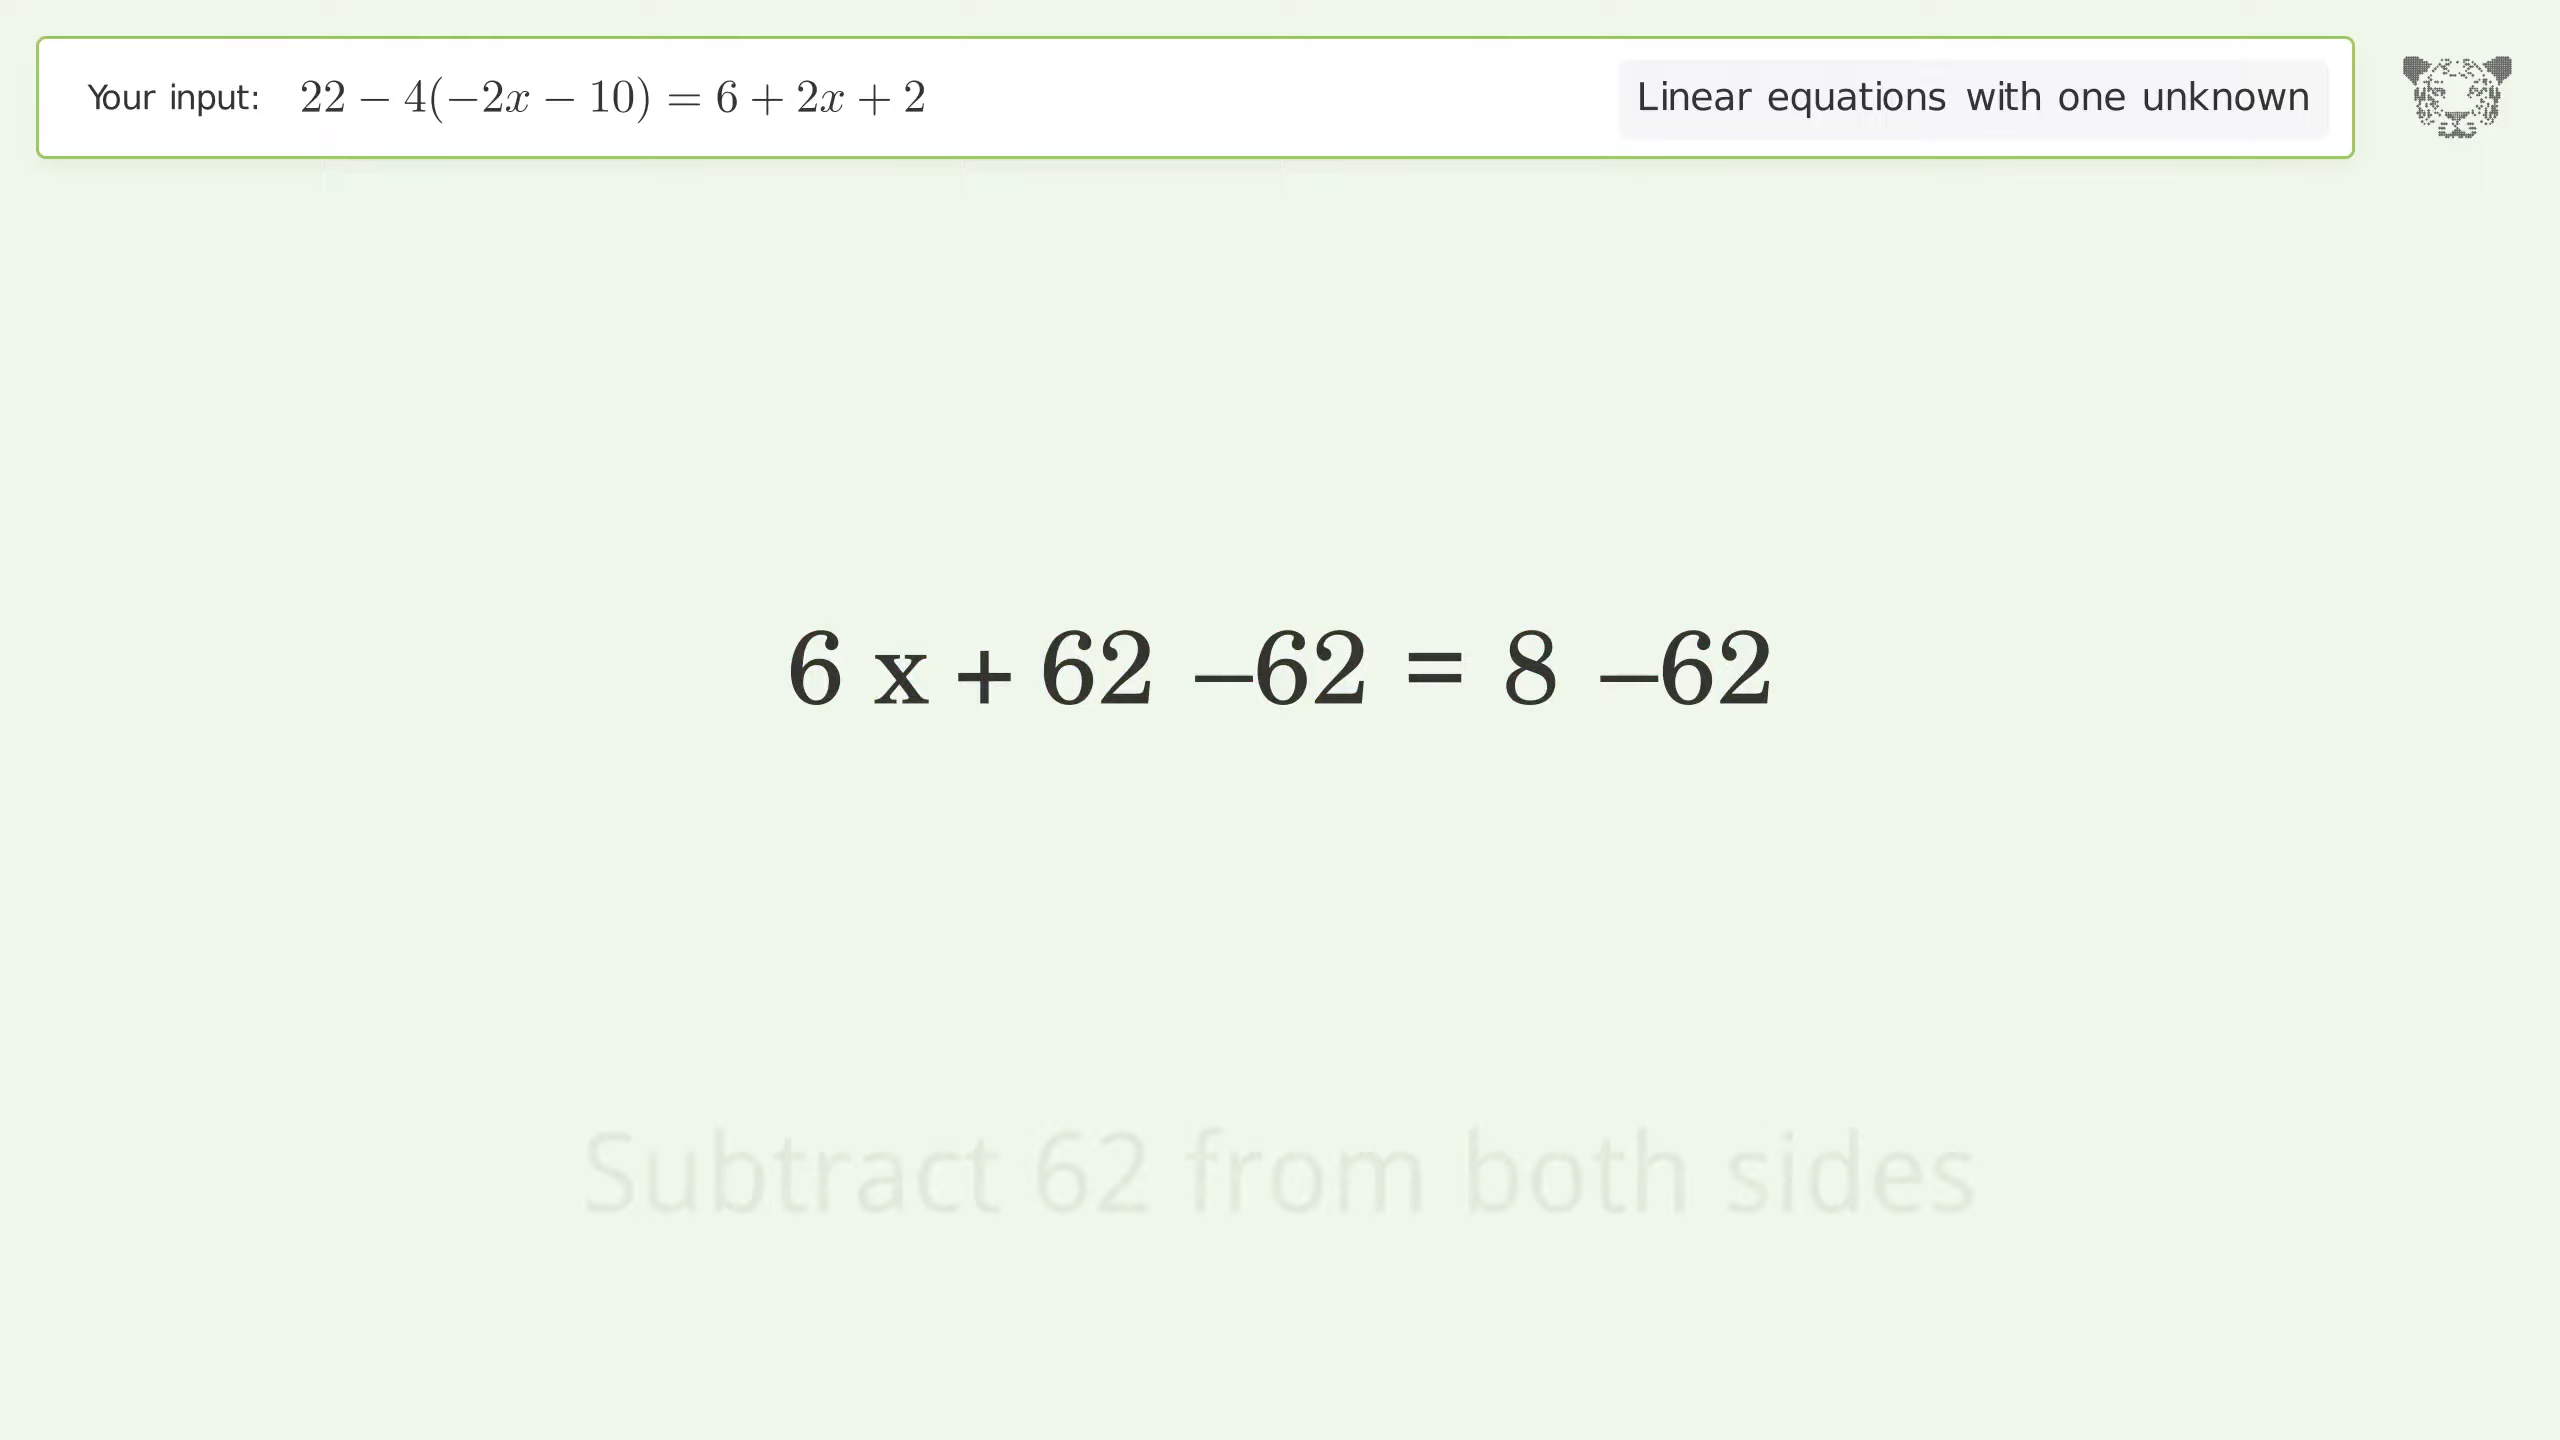 Your input: 22 − 4(−2x − 10) = 6 + 2x + 2
Linear equations with one unknown
6 x + 62 −62 = 8 −62
Subtract 62 from both sides